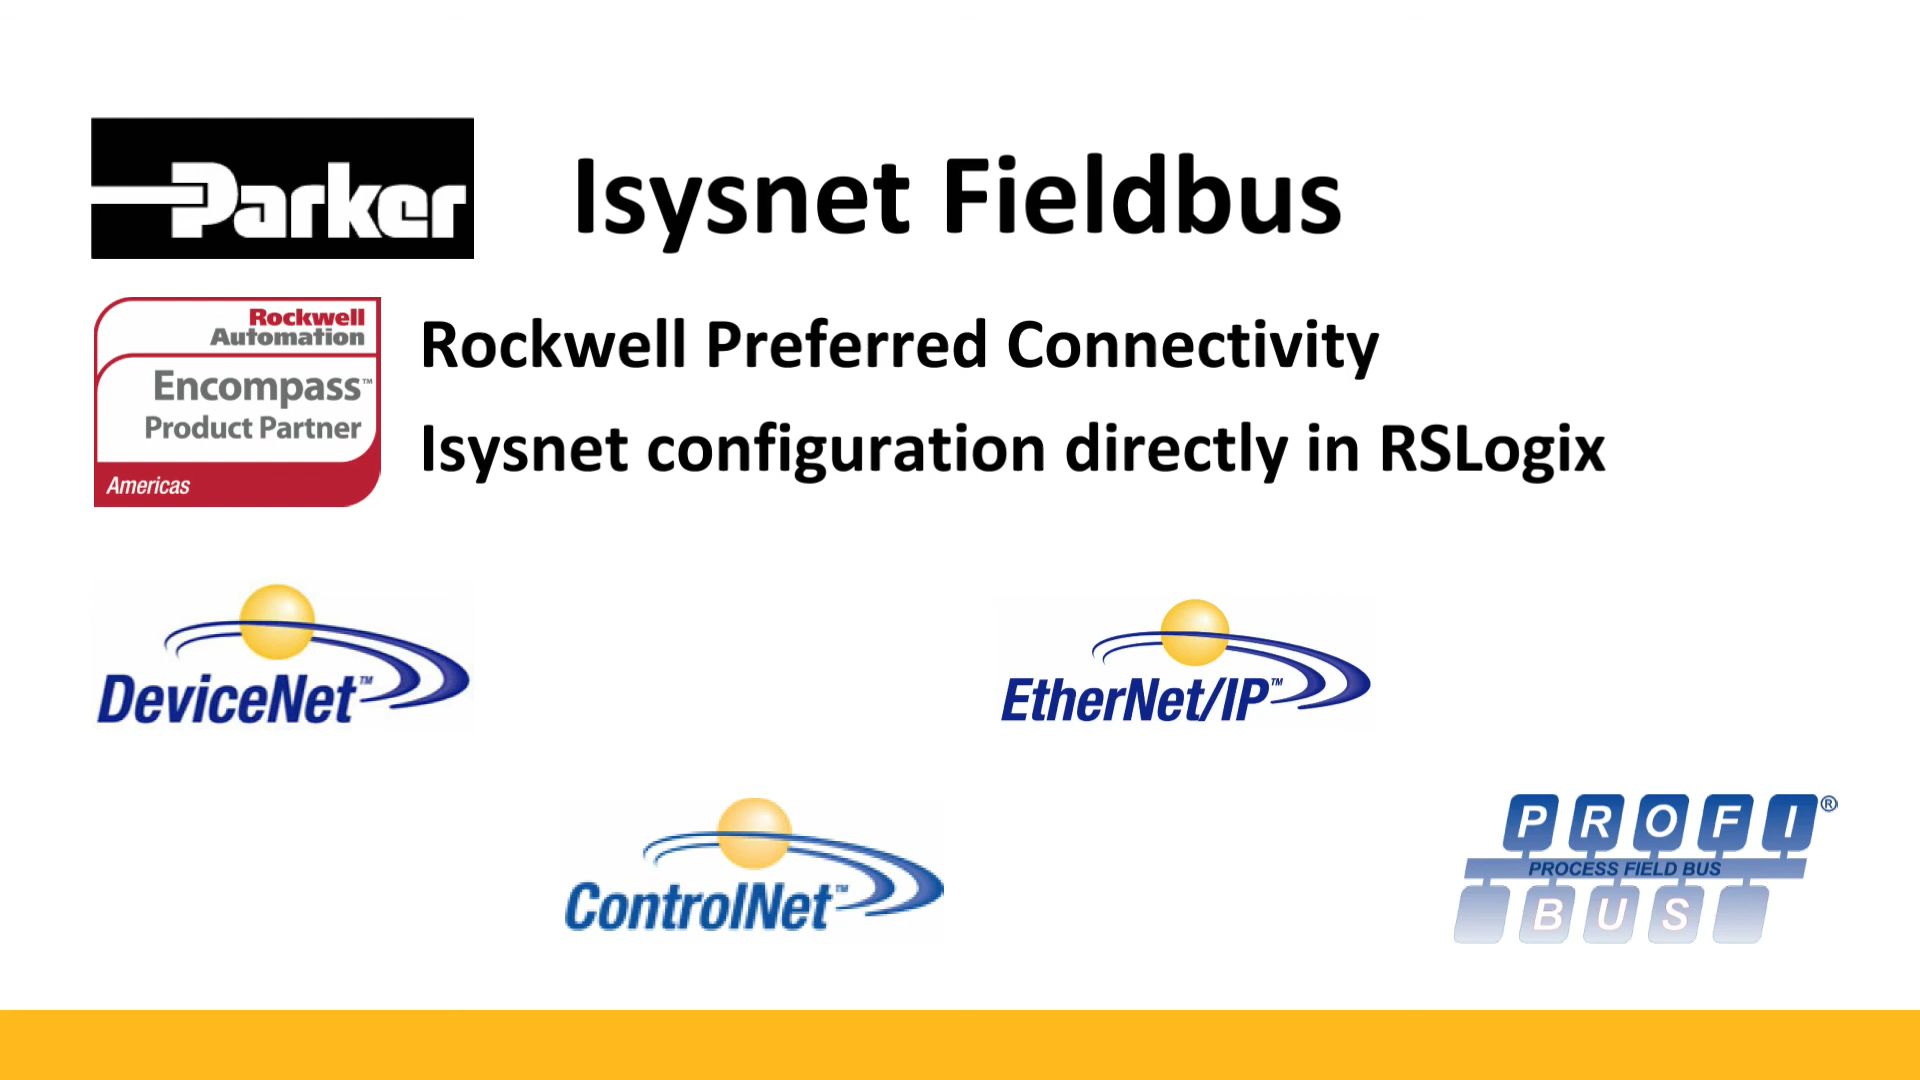 Parker
Isysnet Fieldbus
Rockwell
Automation
Encompass™
Product Partner
Americas
Rockwell Preferred Connectivity
Isysnet configuration directly in RSLogix
DeviceNet™
EtherNet/IP™
ControlNet™
PROFI®
PROCESS FIELD BUS
BUS